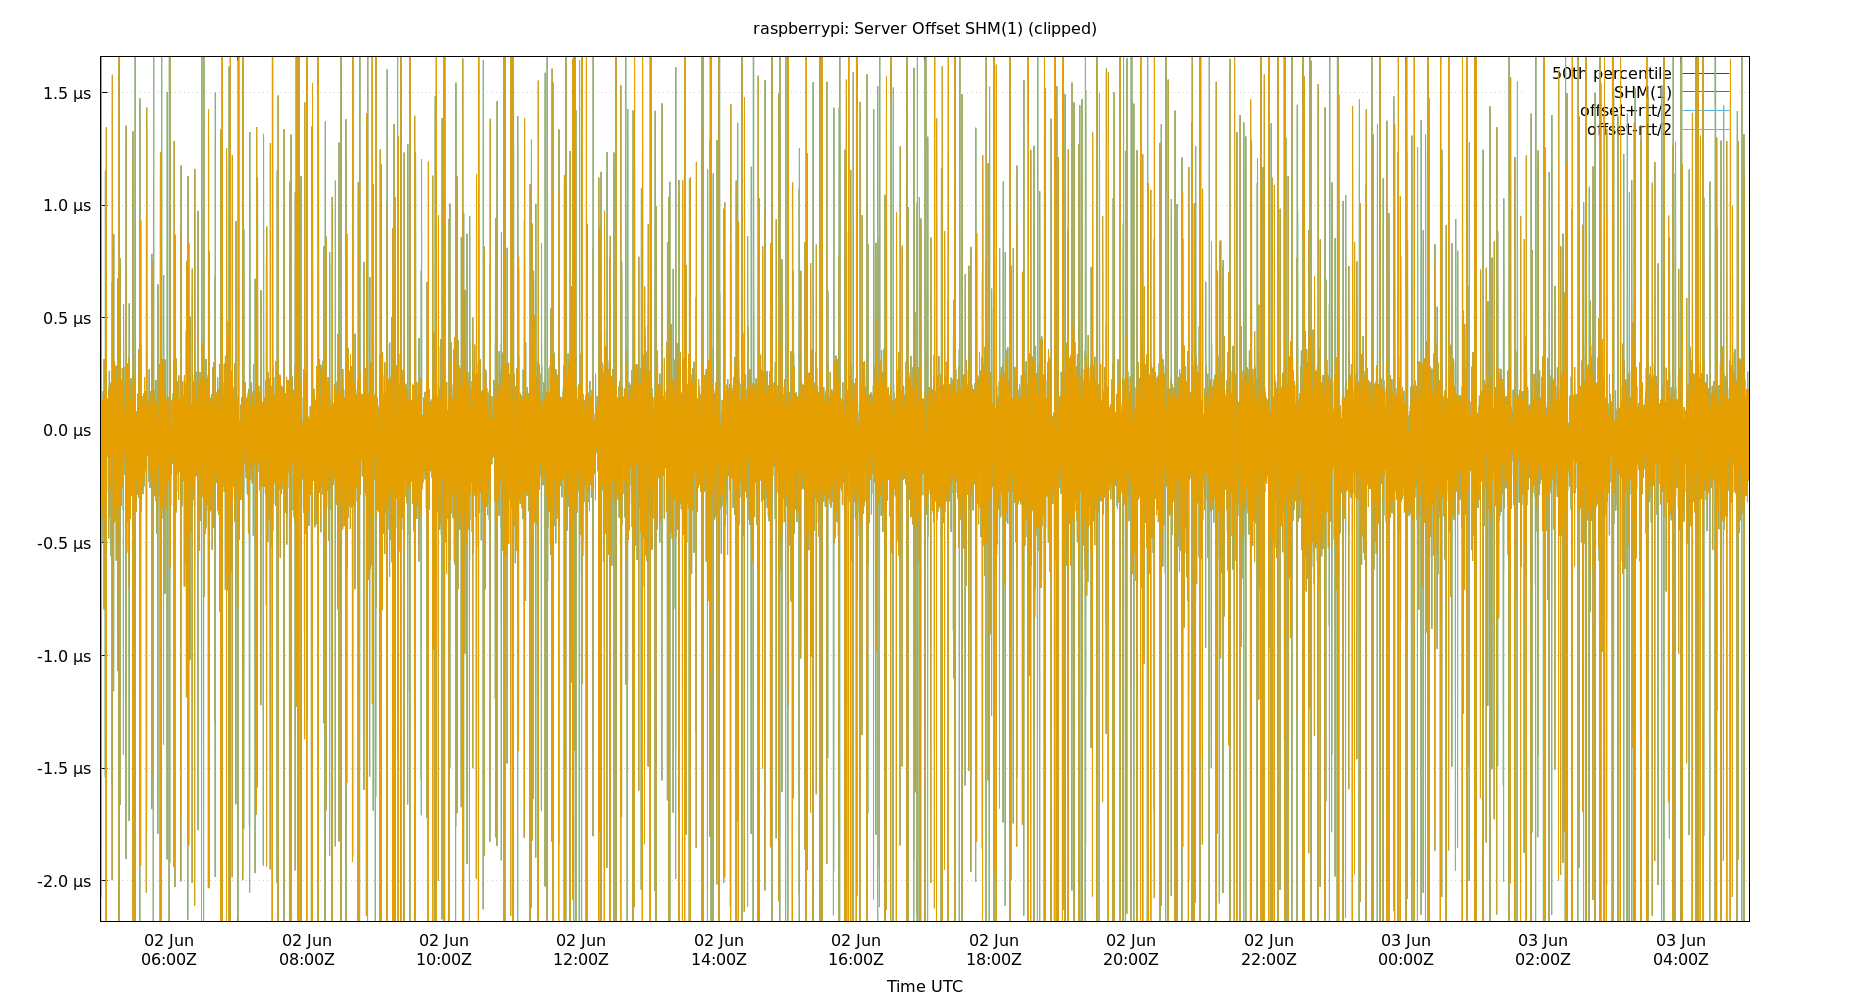 raspberrypi: Server Offset SHM(1) (clipped)
50th percentile
SHM(1)
offset+rtt/2
offset-rtt/2
1.5 µs
1.0 µs
0.5 µs
0.0 µs
-0.5 µs
-1.0 µs
-1.5 µs
-2.0 µs
02 Jun 02 Jun 02 Jun 02 Jun 02 Jun 02 Jun 02 Jun 02 Jun 02 Jun 03 Jun 03 Jun 03 Jun
06:00Z 08:00Z 10:00Z 12:00Z 14:00Z 16:00Z 18:00Z 20:00Z 22:00Z 00:00Z 02:00Z 04:00Z
Time UTC